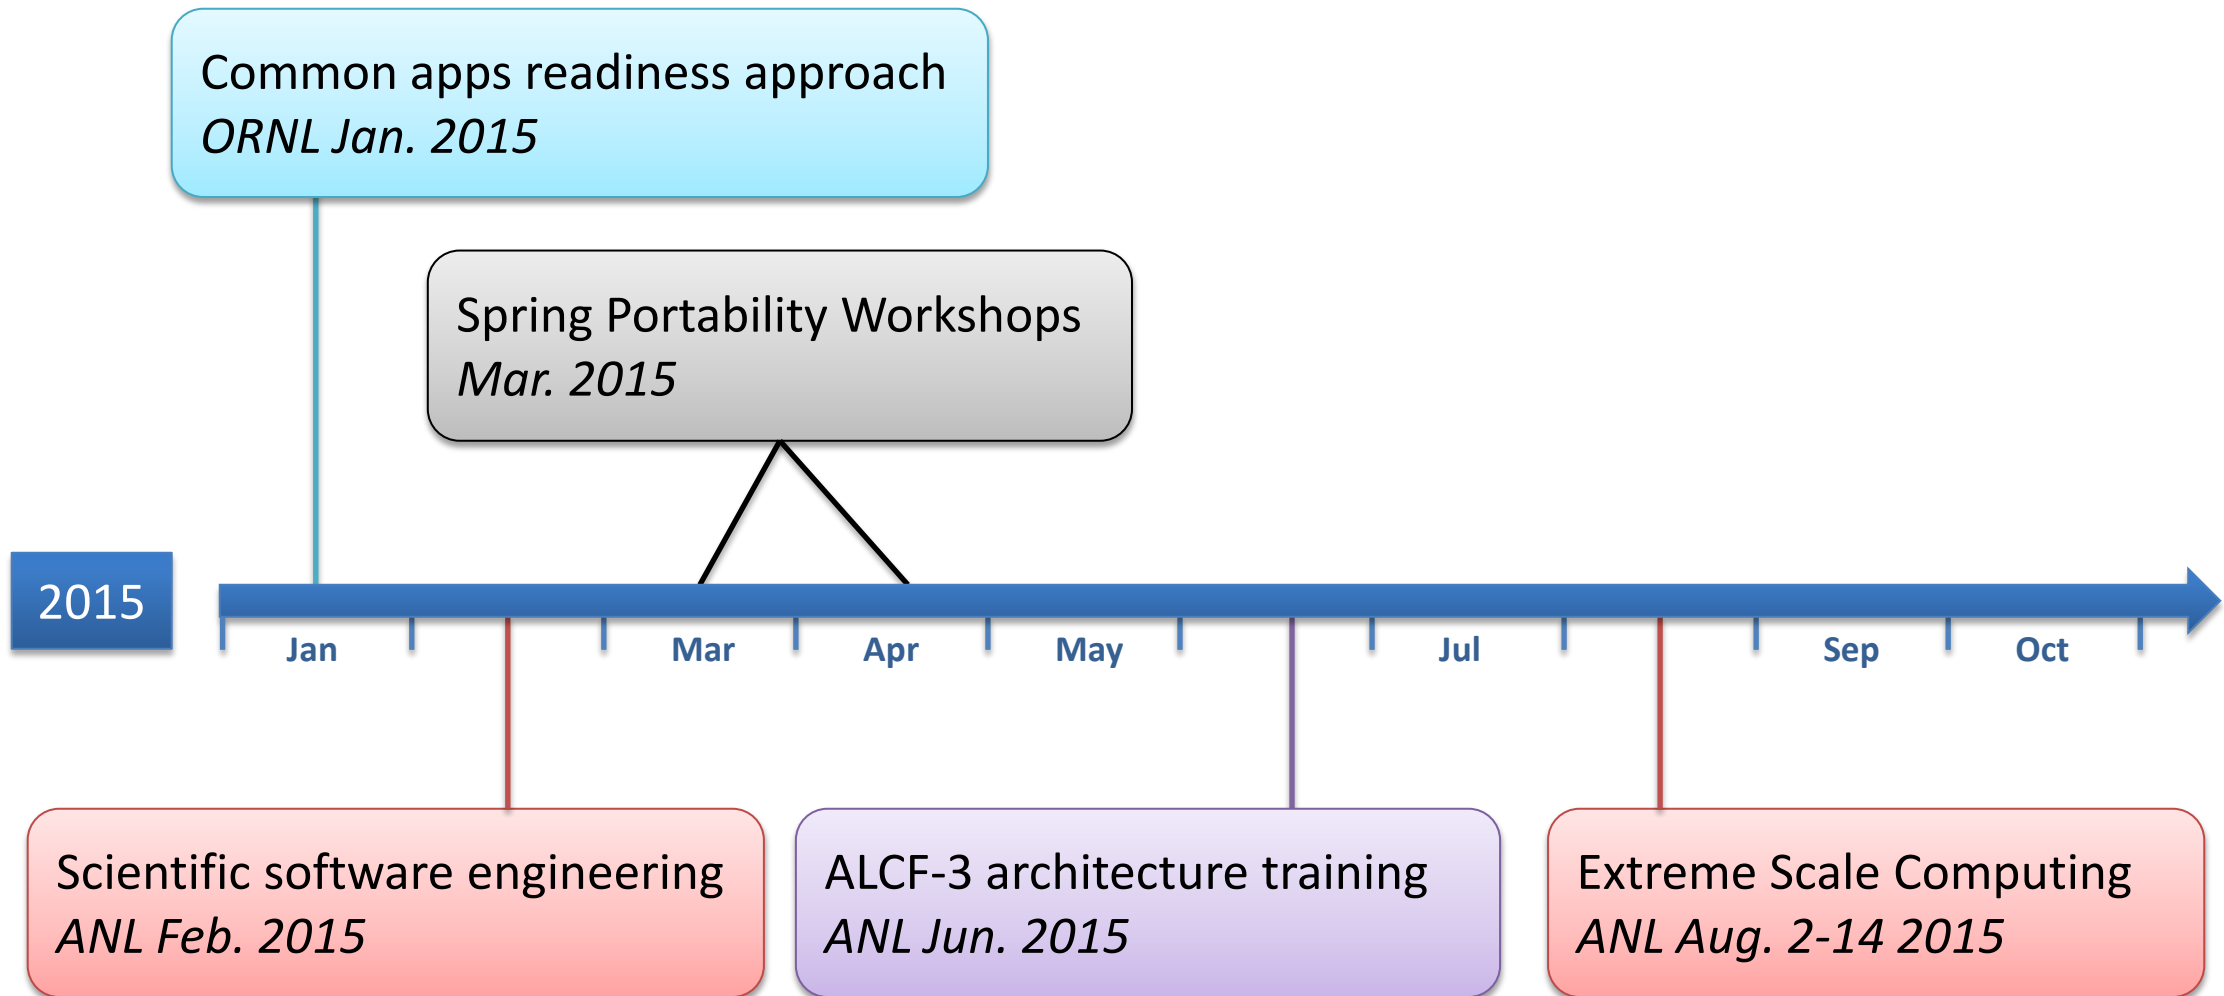 Common apps readiness approach
ORNL Jan. 2015
Spring Portability Workshops
Mar. 2015
2015
Jan Mar Apr May Jul Sep Oct
Scientific software engineering
ANL Feb. 2015
ALCF-3 architecture training
ANL Jun. 2015
Extreme Scale Computing
ANL Aug. 2-14 2015